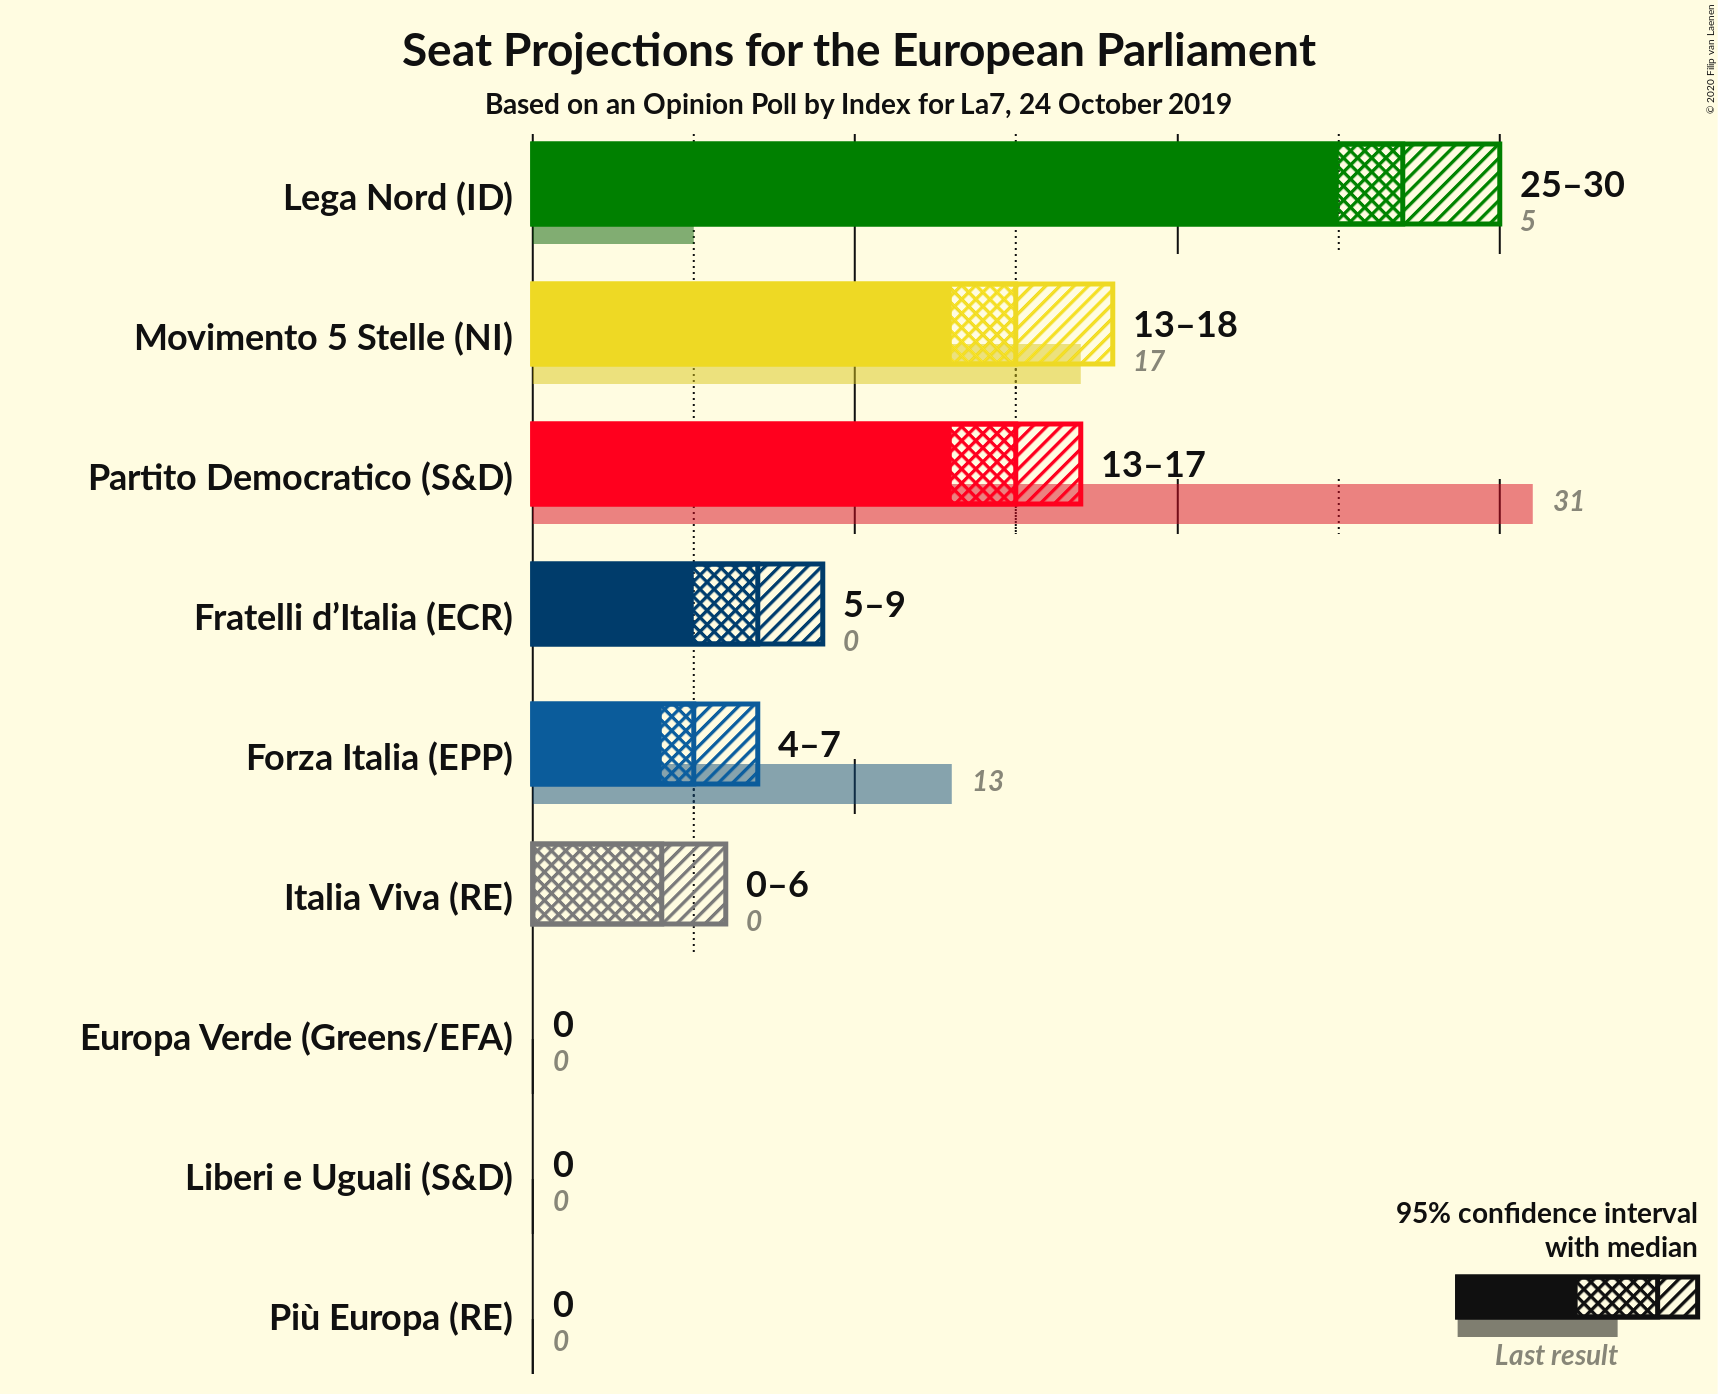 Seat Projections for the European Parliament
Based on an Opinion Poll by Index for La7, 24 October 2019
© 2020 Filip van Laenen
Lega Nord (ID)
25–30
5
Movimento 5 Stelle (NI)
13–18
17
Partito Democratico (S&D)
13–17
31
Fratelli d’Italia (ECR)
5–9
0
Forza Italia (EPP)
4–7
13
Italia Viva (RE)
0–6
0
Europa Verde (Greens/EFA)
0
0
Liberi e Uguali (S&D)
0
0
Più Europa (RE)
0
0
95% confidence interval
with median
Last result